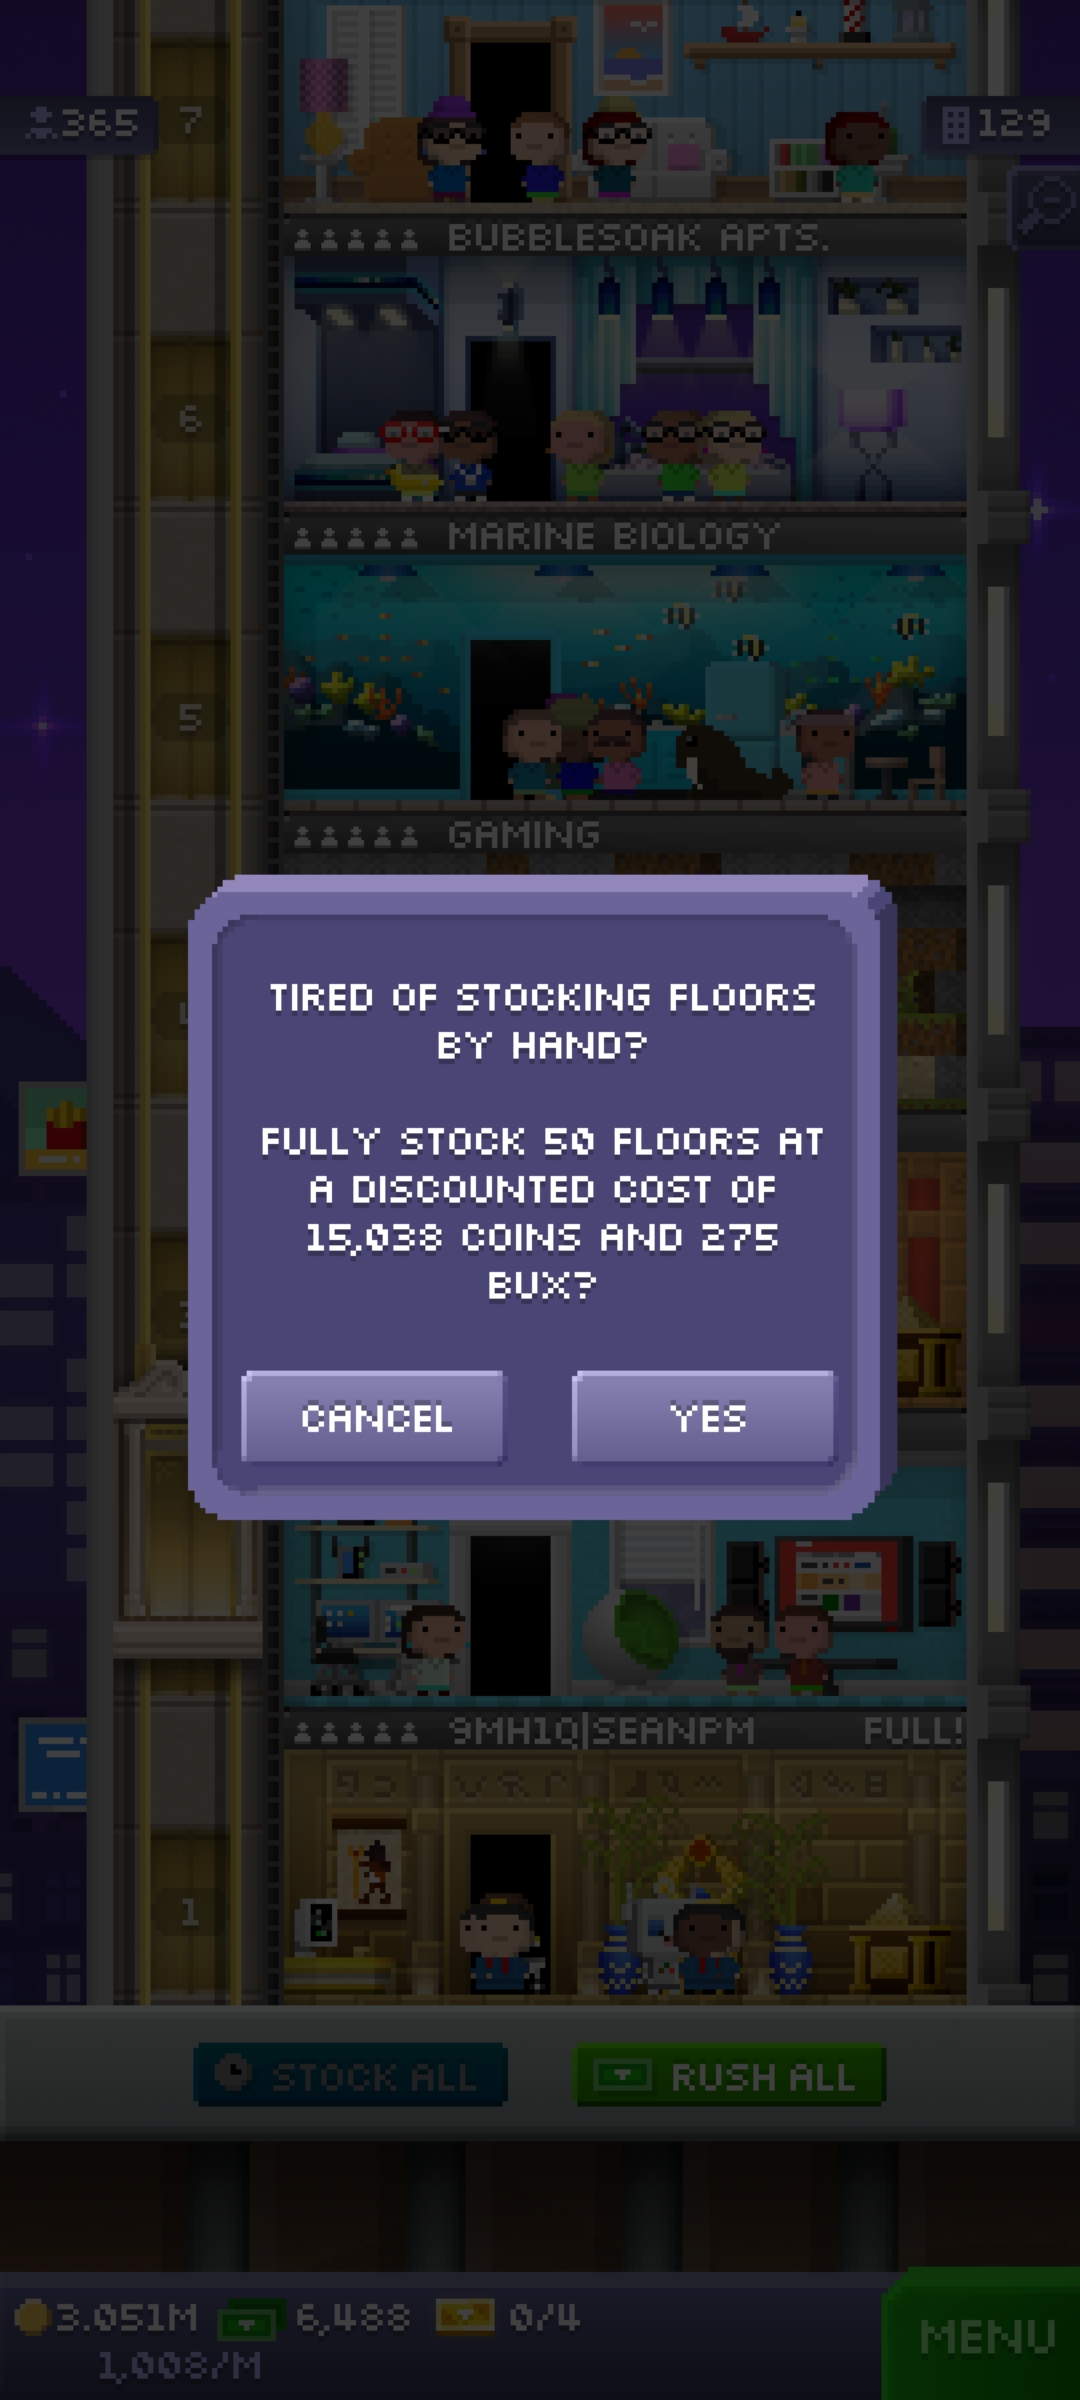 365
7
129
BUBBLESOAK APTS.
6
MARINE BIOLOGY
5
GAMING
TIRED OF STOCKING FLOORS
BY HAND?
FULLY STOCK 50 FLOORS AT
A DISCOUNTED COST OF
15,038 COINS AND 275
BUX?
CANCEL
YES
9MH1Q|SEANPM
FULL!
1
STOCK ALL
RUSH ALL
3.051M
6,488
0/4
1,008/M
MENU